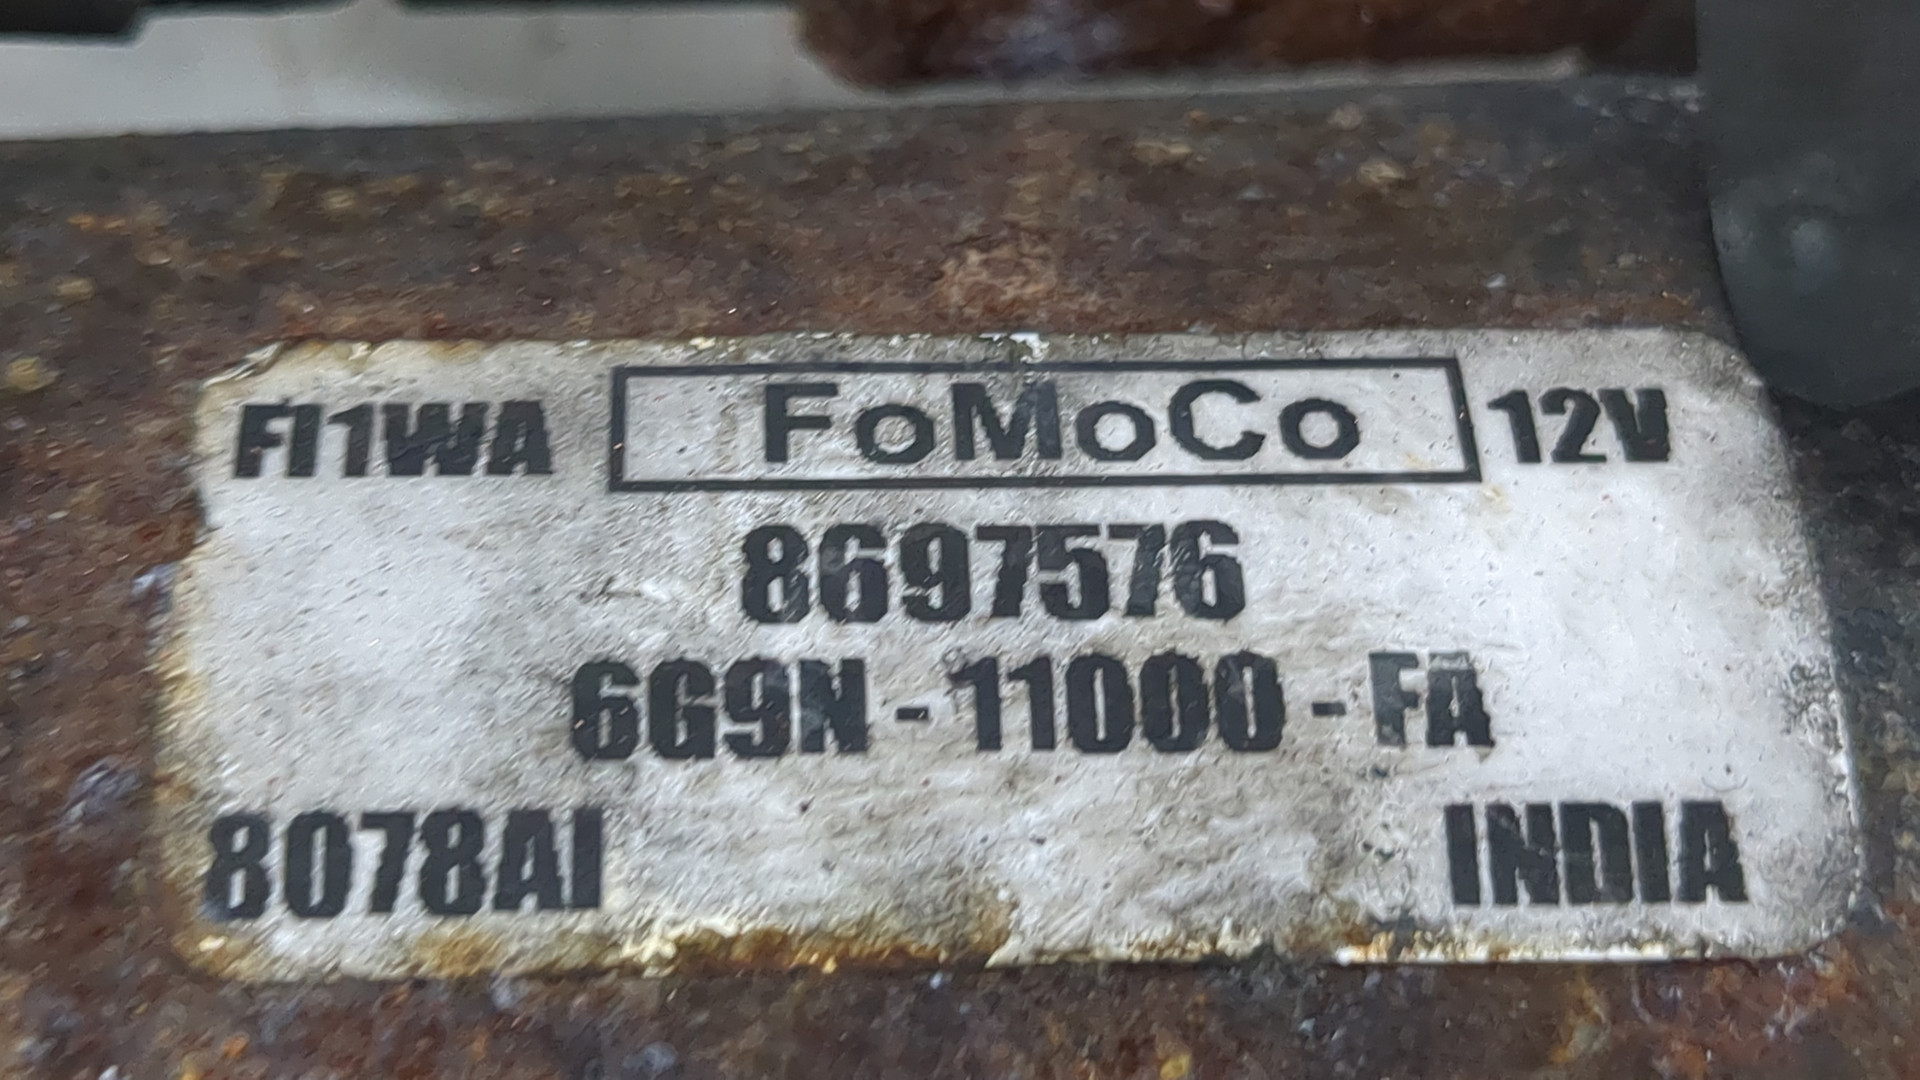 FI1WA FoMoCo 12V
8697576
6G9N - 11000 - FA
8078AI INDIA